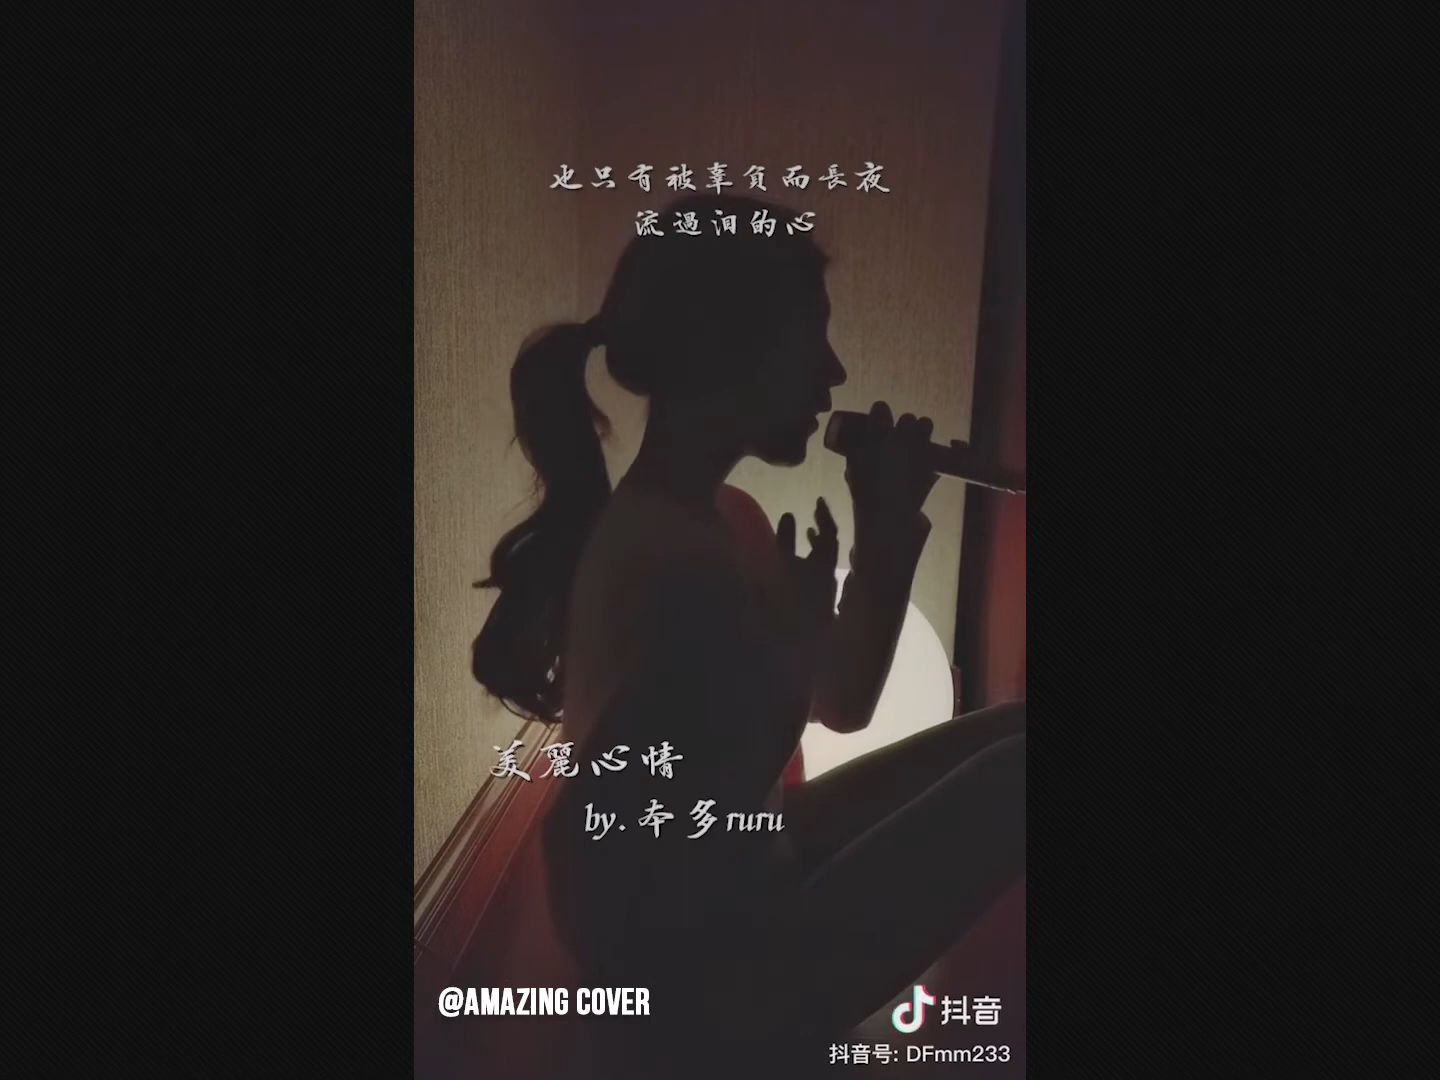 也只有被辜負而長夜
流過泪的心
美麗心情
by.本多ruru
@AMAZING COVER
抖音
抖音号: DFmm233